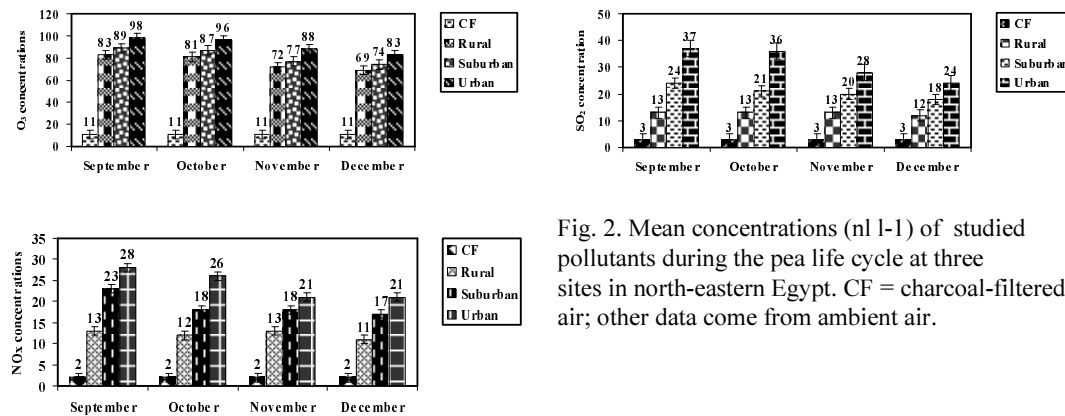 120
100
80
60
40
20
0
O₃ concentrations
11 83 89 98
11 81 87 96
11 72 77 88
11 69 74 83
September October November December
CF
Rural
Suburban
Urban
50
40
30
20
10
0
SO₂ concentration
3 13 24 37
3 13 21 36
3 13 20 28
3 12 18 24
September October November December
CF
Rural
Suburban
Urban
35
30
25
20
15
10
5
0
NOx concentrations
2 13 23 28
2 12 18 26
2 13 18 21
2 11 17 21
September October November December
CF
Rural
Suburban
Urban
Fig. 2. Mean concentrations (nl l-1) of studied
pollutants during the pea life cycle at three
sites in north-eastern Egypt. CF = charcoal-filtered
air; other data come from ambient air.